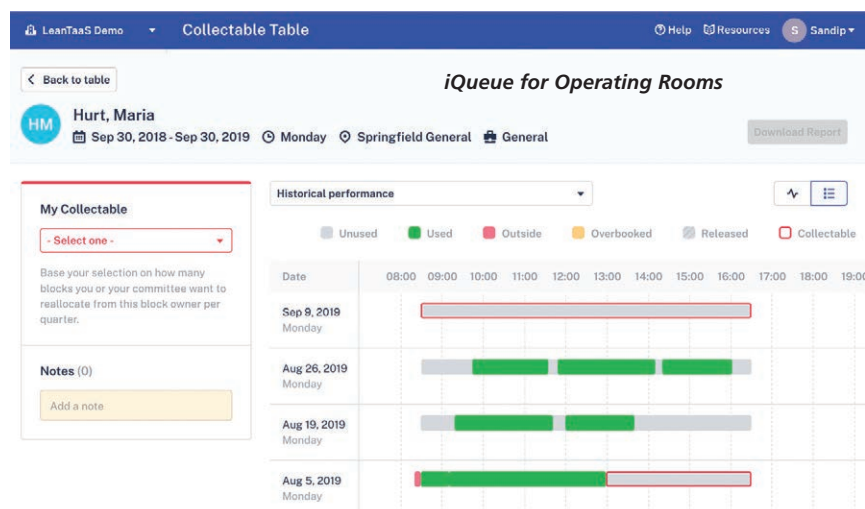 LeanTaaS Demo Collectable Table Help Resources S Sandip
Back to table
iQueue for Operating Rooms
HM
Hurt, Maria
Sep 30, 2018 - Sep 30, 2019 Monday Springfield General General
Download Report
My Collectable
- Select one -
Base your selection on how many
blocks you or your committee want to
reallocate from this block owner per
quarter.
Notes (0)
Add a note
Historical performance
Unused Used Outside Overbooked Released Collectable
Date 08:00 09:00 10:00 11:00 12:00 13:00 14:00 15:00 16:00 17:00 18:00 19:00
Sep 9, 2019
Monday
Aug 26, 2019
Monday
Aug 19, 2019
Monday
Aug 5, 2019
Monday